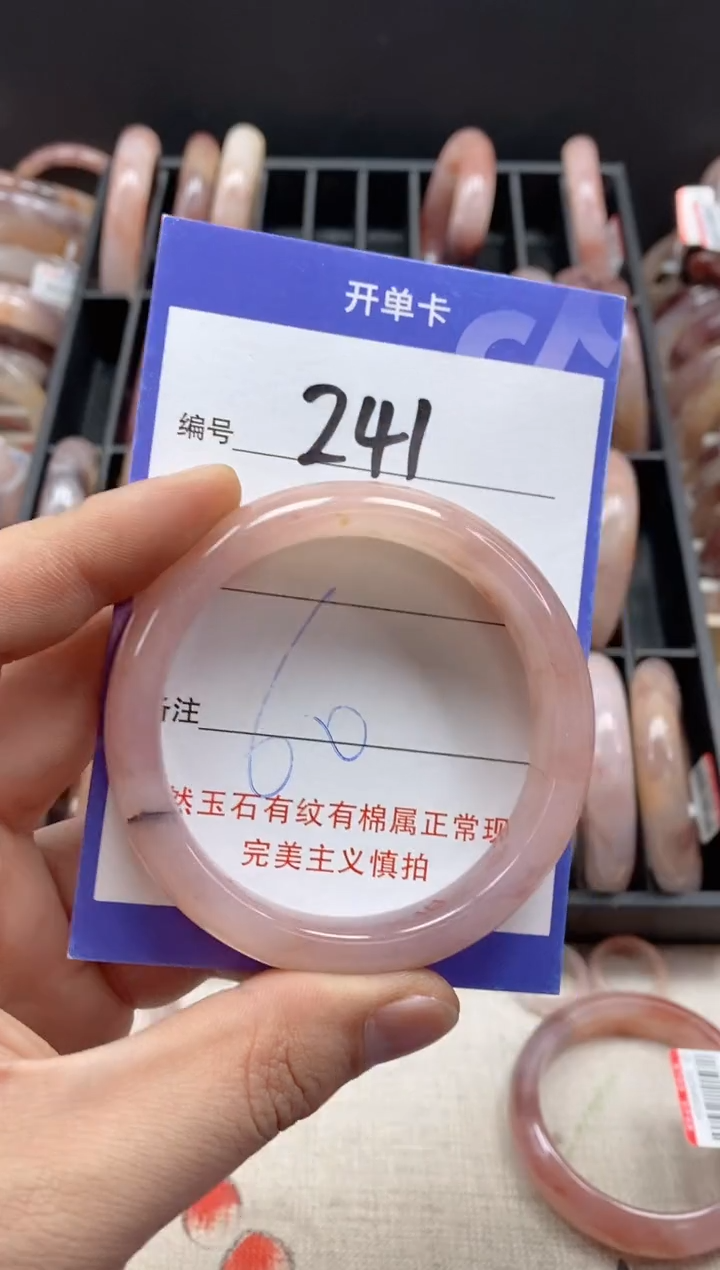 开单卡
编号 241
60
注
然玉石有纹有棉属正常现
完美主义慎拍